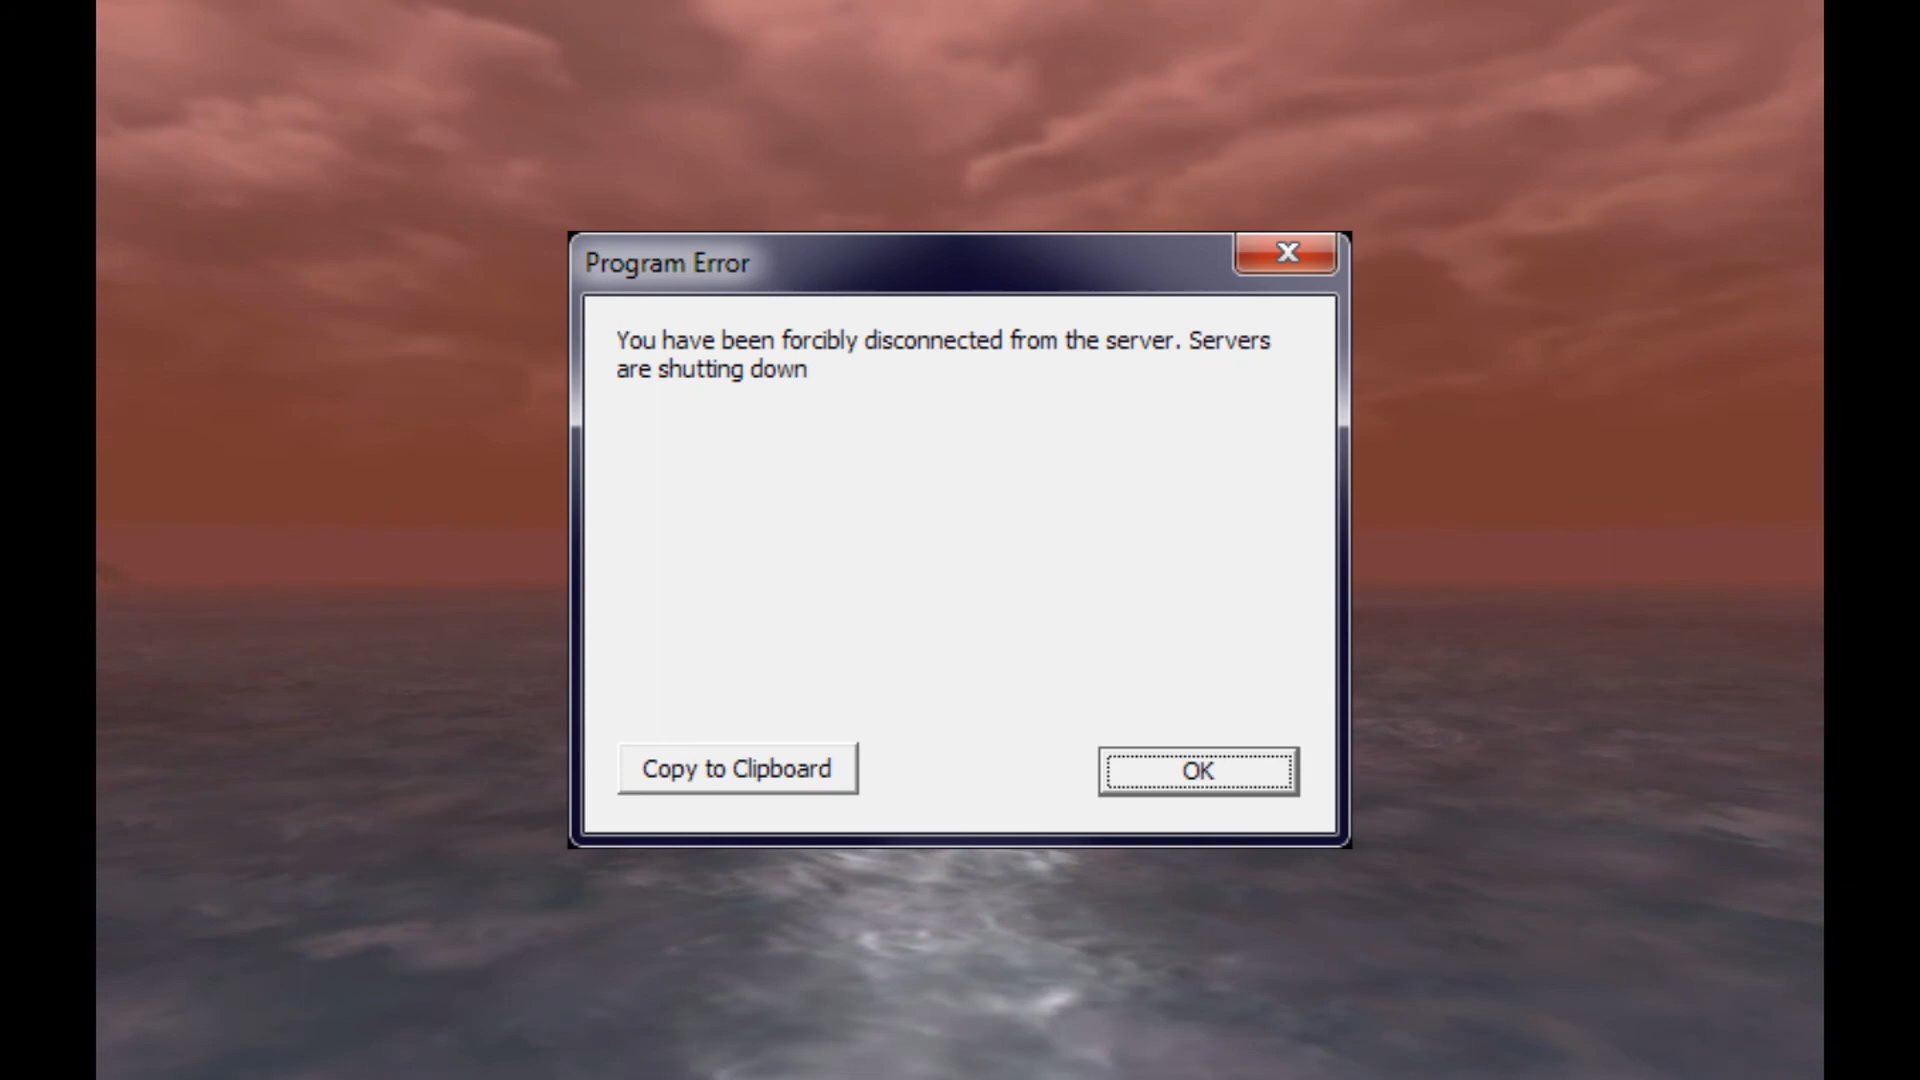 Program Error
X
You have been forcibly disconnected from the server. Servers
are shutting down
Copy to Clipboard
OK